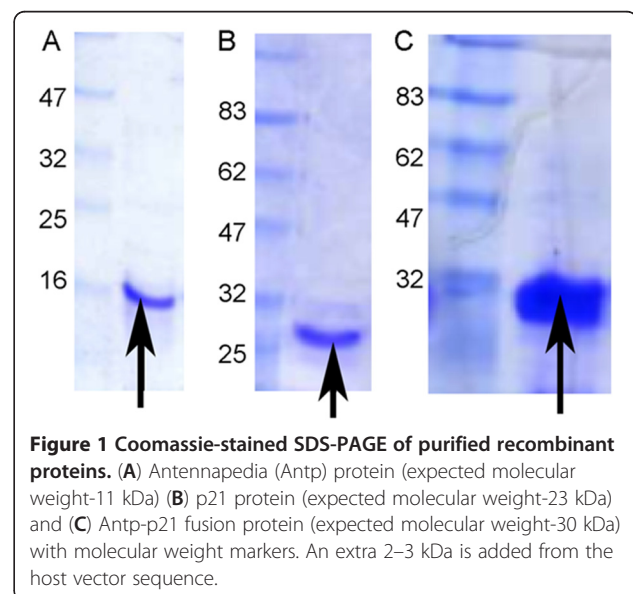 A
47
32
25
16
B
83
62
47
32
25
C
83
62
47
32
Figure 1 Coomassie-stained SDS-PAGE of purified recombinant
proteins. (A) Antennapedia (Antp) protein (expected molecular
weight-11 kDa) (B) p21 protein (expected molecular weight-23 kDa)
and (C) Antp-p21 fusion protein (expected molecular weight-30 kDa)
with molecular weight markers. An extra 2–3 kDa is added from the
host vector sequence.